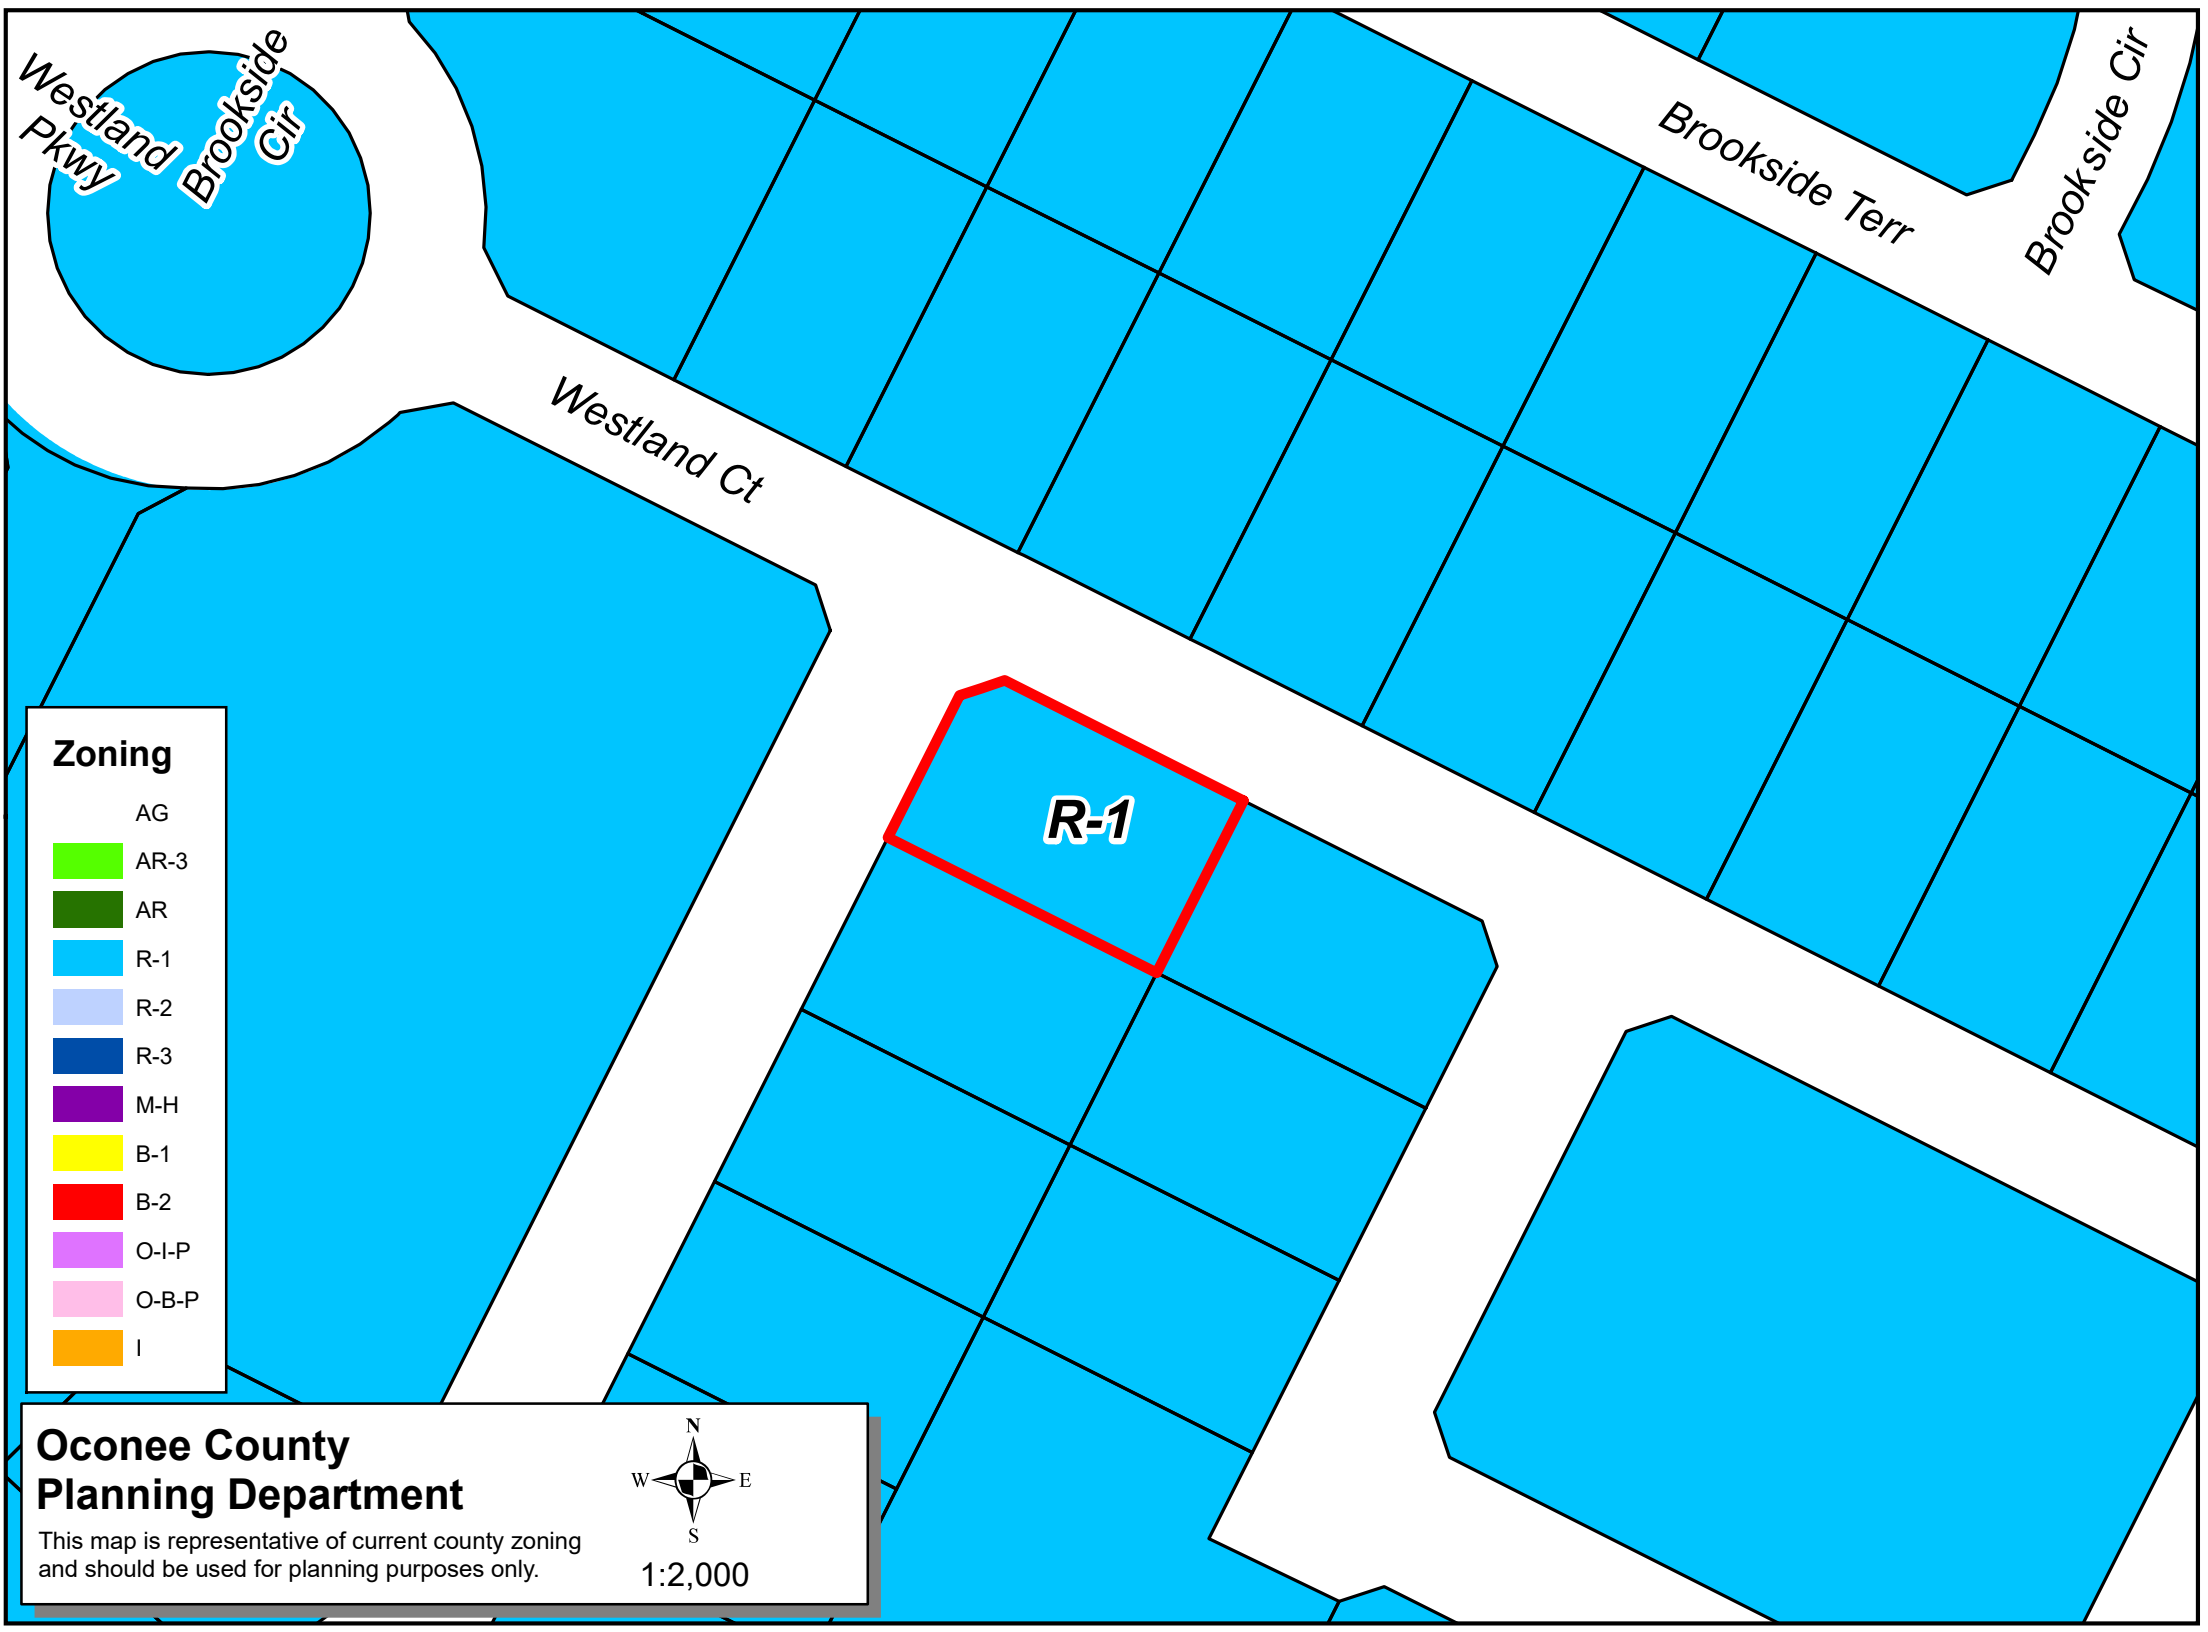 Westland
Pkwy
Brookside
Cir
Brookside Terr
Brookside Cir
Westland Ct
R-1
Zoning
AG
AR-3
AR
R-1
R-2
R-3
M-H
B-1
B-2
O-I-P
O-B-P
I
Oconee County
Planning Department
This map is representative of current county zoning
and should be used for planning purposes only.
N
W E
S
1:2,000